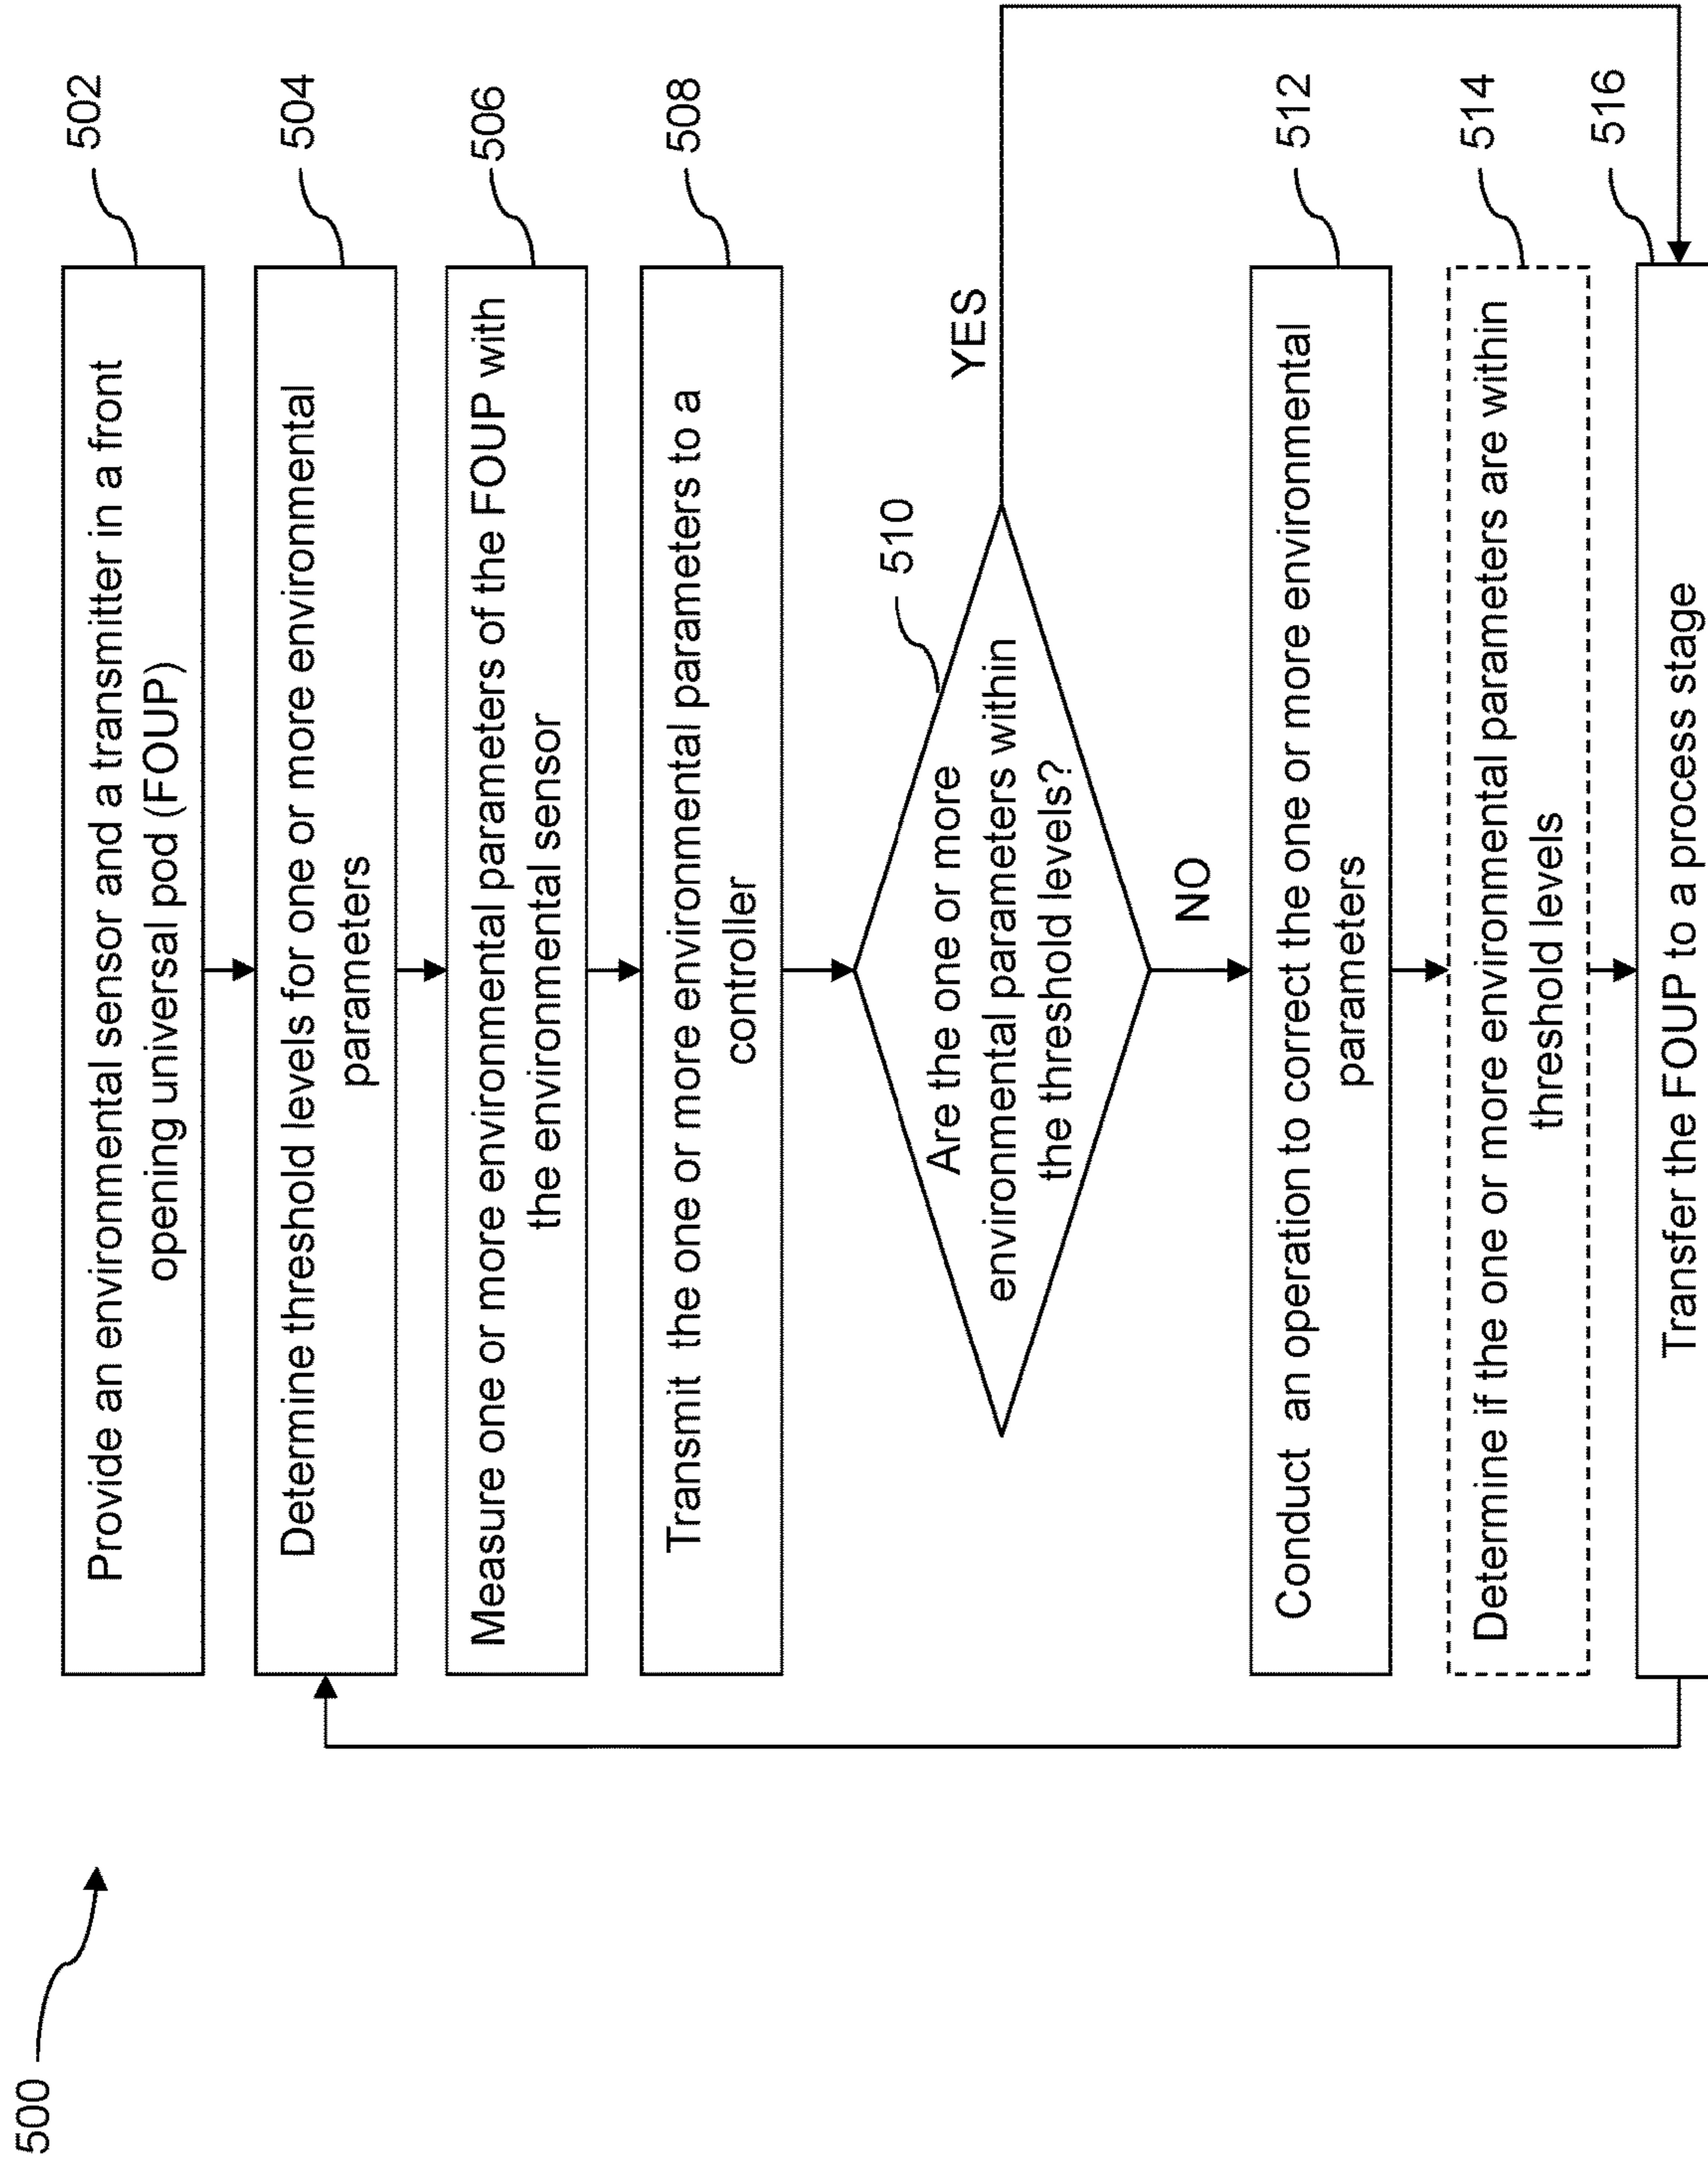 500
Provide an environmental sensor and a transmitter in a front
opening universal pod (FOUP)
502
Determine threshold levels for one or more environmental
parameters
504
Measure one or more environmental parameters of the FOUP with
the environmental sensor
506
Transmit the one or more environmental parameters to a
controller
508
Are the one or more
environmental parameters within
the threshold levels?
510
YES
NO
Conduct an operation to correct the one or more environmental
parameters
512
Determine if the one or more environmental parameters are within
threshold levels
514
Transfer the FOUP to a process stage
516